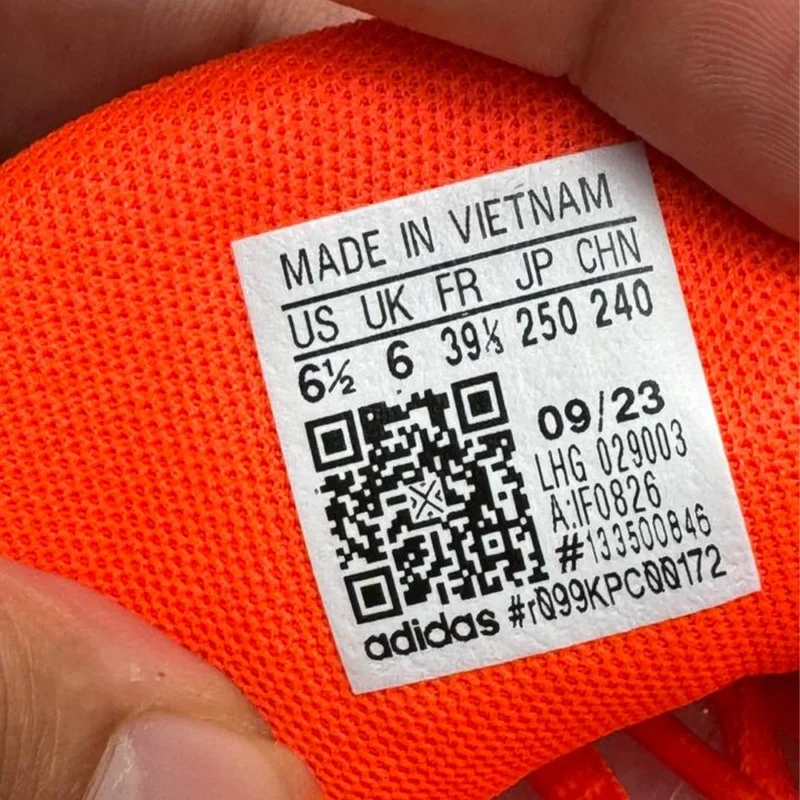 MADE IN VIETNAM
US UK FR JP CHN
6½ 6 39⅓ 250 240
09/23
LHG 029003
A:IF0826
#133500846
adidas #r099KPC00172